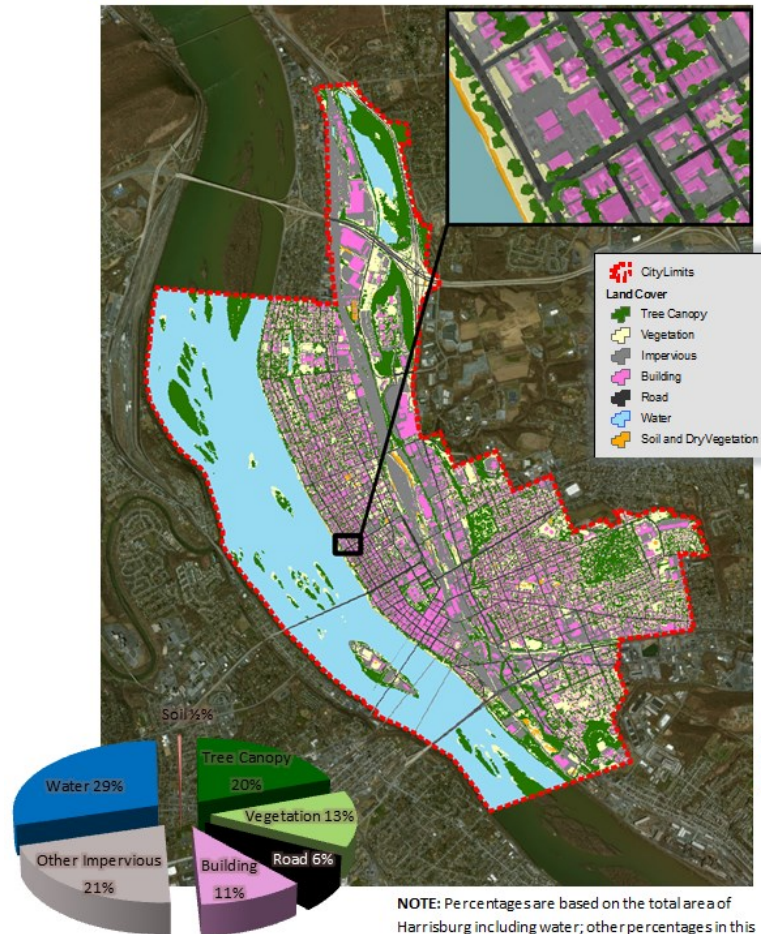 CityLimits
Land Cover
Tree Canopy
Vegetation
Impervious
Building
Road
Water
Soil and DryVegetation
Soil ½%
Tree Canopy
20%
Water 29%
Vegetation 13%
Road 6%
Other Impervious
21%
Building
11%
NOTE: Percentages are based on the total area of
Harrisburg including water; other percentages in this